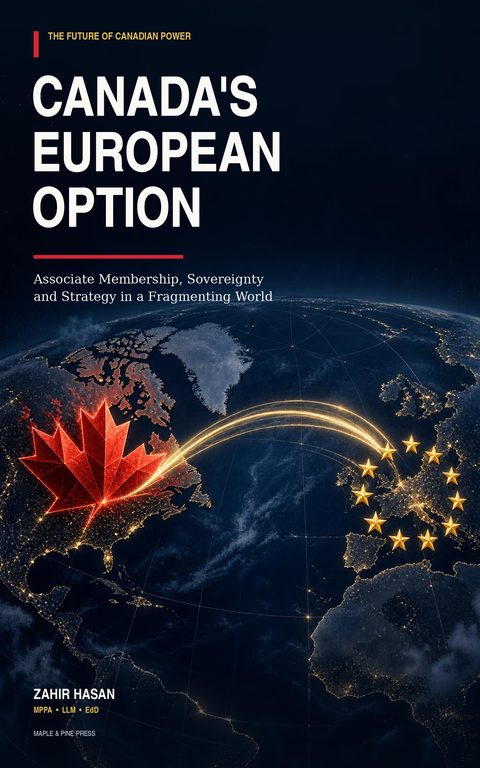 THE FUTURE OF CANADIAN POWER
CANADA'S
EUROPEAN
OPTION
Associate Membership, Sovereignty
and Strategy in a Fragmenting World
ZAHIR HASAN
MPPA • LLM • EdD
MAPLE & PINE PRESS